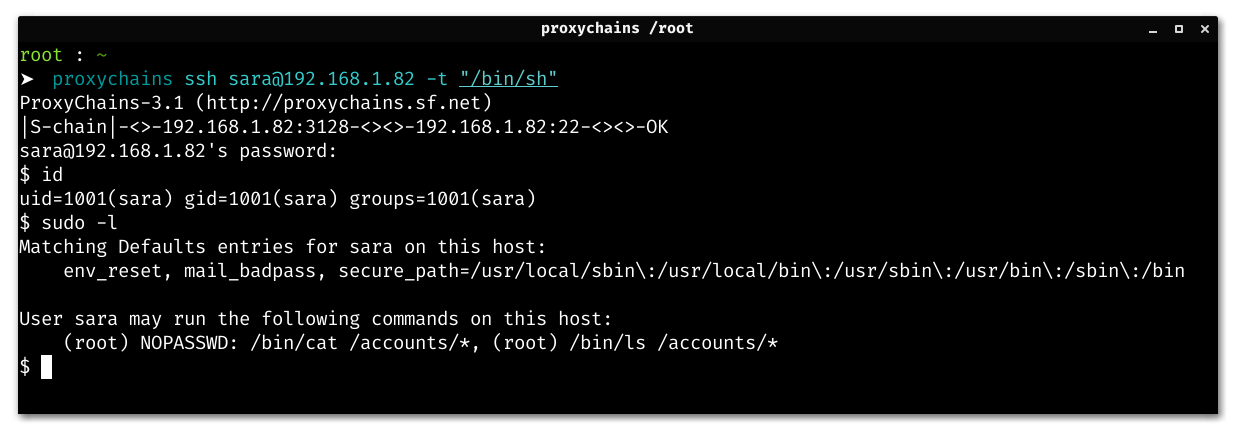 proxychains /root
root : ~
➤ proxychains ssh sara@192.168.1.82 -t "/bin/sh"
ProxyChains-3.1 (http://proxychains.sf.net)
|S-chain|-<>-192.168.1.82:3128-<><>-192.168.1.82:22-<><>-OK
sara@192.168.1.82's password:
$ id
uid=1001(sara) gid=1001(sara) groups=1001(sara)
$ sudo -l
Matching Defaults entries for sara on this host:
    env_reset, mail_badpass, secure_path=/usr/local/sbin\:/usr/local/bin\:/usr/sbin\:/usr/bin\:/sbin\:/bin
User sara may run the following commands on this host:
    (root) NOPASSWD: /bin/cat /accounts/*, (root) /bin/ls /accounts/*
$